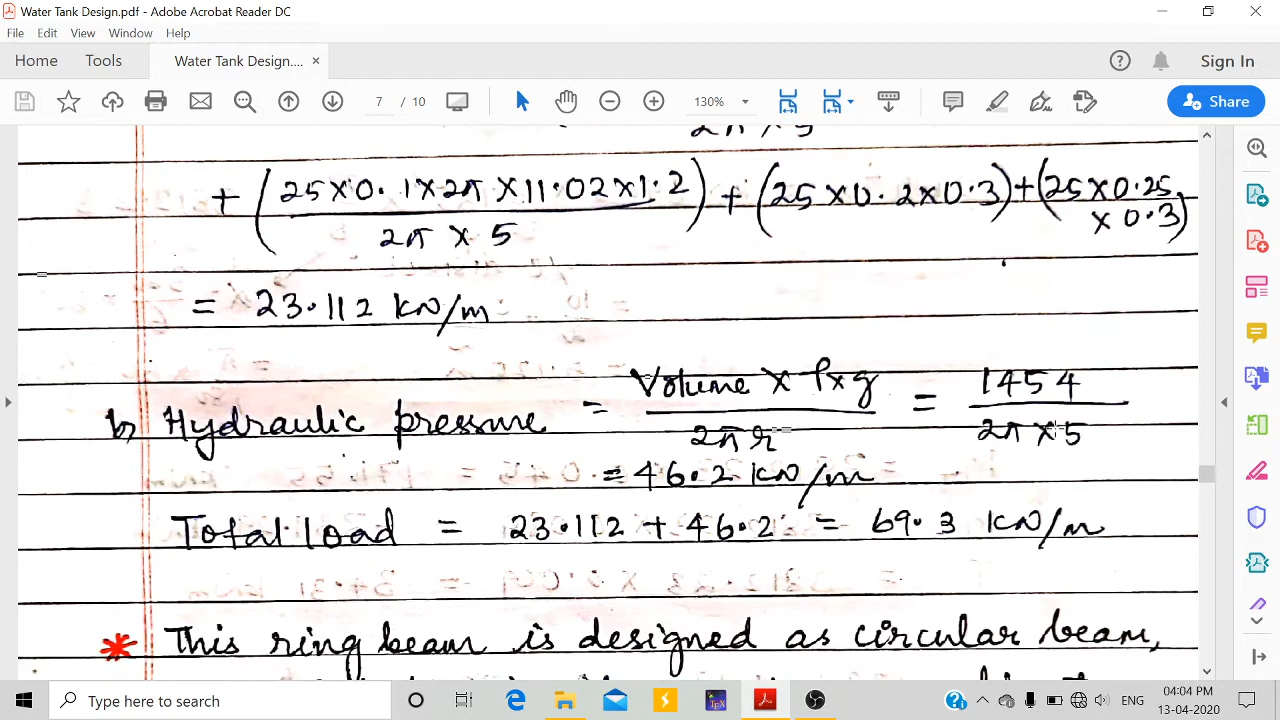 Water Tank Design.pdf - Adobe Acrobat Reader DC
File Edit View Window Help
Home Tools Water Tank Design.... × Sign In
7 / 10 130% Share
2π × 5
+ (25×0.1×2π×11.02×1.2 / 2π × 5) + (25×0.2×0.3) + (25×0.25
× 0.3)
= 23.112 kN/m
b) Hydraulic pressure = Volume × ρ×g / 2πr = 1454 / 2π×5
= 46.2 kN/m
Total load = 23.112 + 46.2 = 69.3 kN/m
* This ring beam is designed as circular beam,
Type here to search
ENG
04:04 PM
13-04-2020